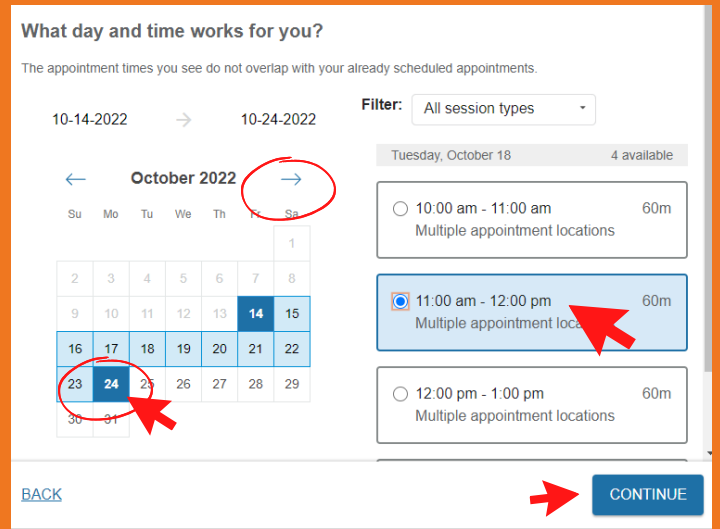 What day and time works for you?
The appointment times you see do not overlap with your already scheduled appointments.
10-14-2022 → 10-24-2022
← October 2022 →
Su Mo Tu We Th Fr Sa
1
2 3 4 5 6 7 8
9 10 11 12 13 14 15
16 17 18 19 20 21 22
23 24 25 26 27 28 29
30 31
Filter: All session types
Tuesday, October 18 4 available
10:00 am - 11:00 am 60m
Multiple appointment locations
11:00 am - 12:00 pm 60m
Multiple appointment
12:00 pm - 1:00 pm 60m
Multiple appointment locations
BACK CONTINUE